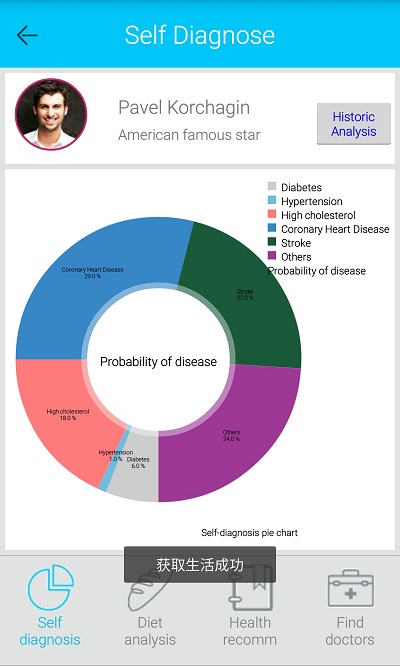 Self Diagnose
Pavel Korchagin
American famous star
Historic
Analysis
Diabetes
Hypertension
High cholesterol
Coronary Heart Disease
Stroke
Others
Probability of disease
Coronary Heart Disease
29.0 %
Stroke
22.0 %
Probability of disease
High cholesterol
18.0 %
Others
24.0 %
Hypertension
1.0 %
Diabetes
6.0 %
Self-diagnosis pie chart
获取生活成功
Self
diagnosis
Diet
analysis
Health
recomm
Find
doctors